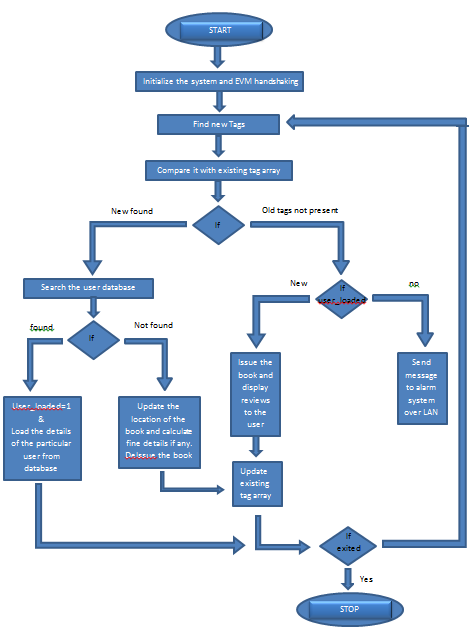 START
Initialize the system and EVM handshaking
Find new Tags
Compare it with existing tag array
New found
If
Old tags not present
Search the user database
found
If
Not found
New
If
user_loaded
no
User_loaded=1
&
Load the details
of the particular
user from
database
Update the
location of the
book and calculate
fine details if any.
DeIssue the book
Issue the
book and
display
reviews
to the
user
Send
message
to alarm
system
over LAN
Update
existing
tag array
If
exited
Yes
STOP